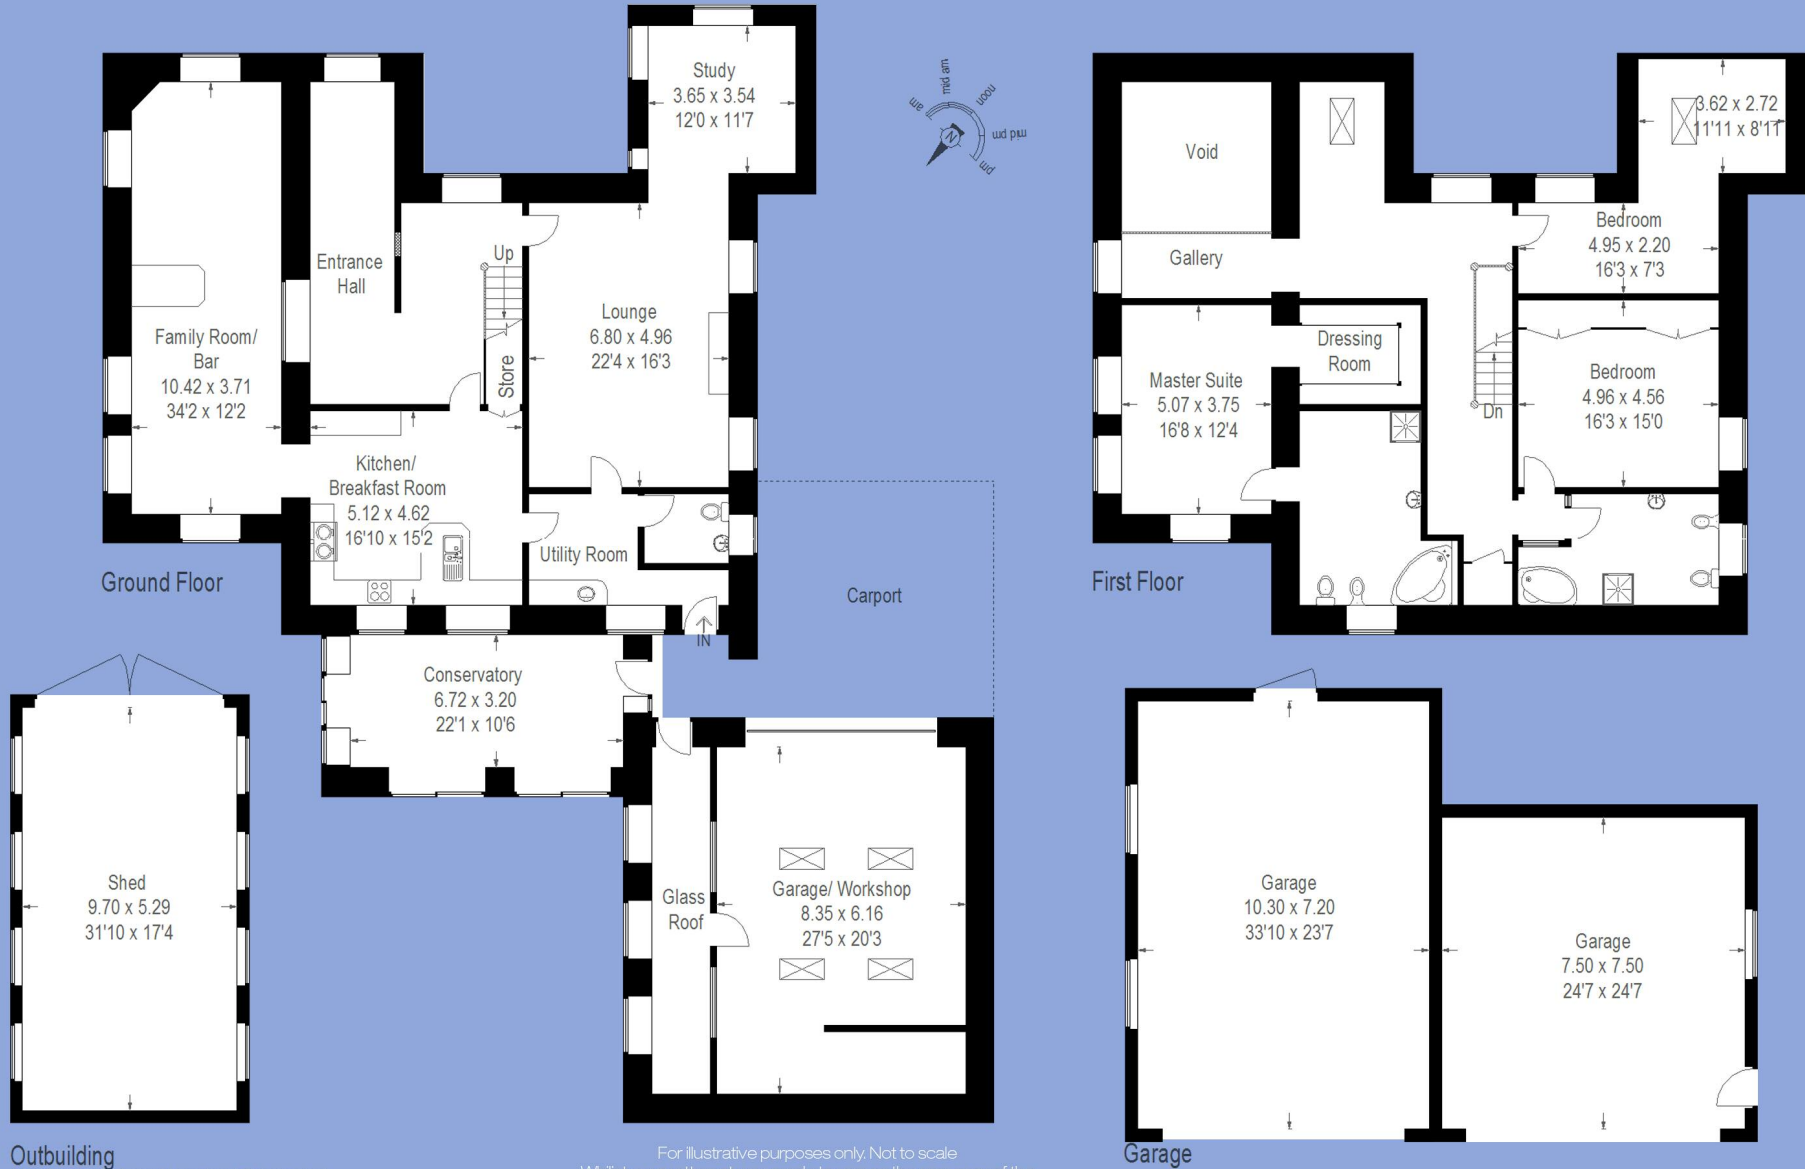 Study
3.65 x 3.54
12'0 x 11'7
am
mid am
noon
mid pm
pm
N
Entrance
Hall
Up
Family Room/
Bar
10.42 x 3.71
34'2 x 12'2
Lounge
6.80 x 4.96
22'4 x 16'3
Store
Kitchen/
Breakfast Room
5.12 x 4.62
16'10 x 15'2
Utility Room
IN
Carport
Ground Floor
Conservatory
6.72 x 3.20
22'1 x 10'6
Void
Gallery
3.62 x 2.72
11'11 x 8'11
Bedroom
4.95 x 2.20
16'3 x 7'3
Dressing
Room
Master Suite
5.07 x 3.75
16'8 x 12'4
Bedroom
4.96 x 4.56
16'3 x 15'0
Dn
First Floor
Shed
9.70 x 5.29
31'10 x 17'4
Outbuilding
Glass
Roof
Garage/ Workshop
8.35 x 6.16
27'5 x 20'3
Garage
10.30 x 7.20
33'10 x 23'7
Garage
7.50 x 7.50
24'7 x 24'7
Garage
For illustrative purposes only. Not to scale